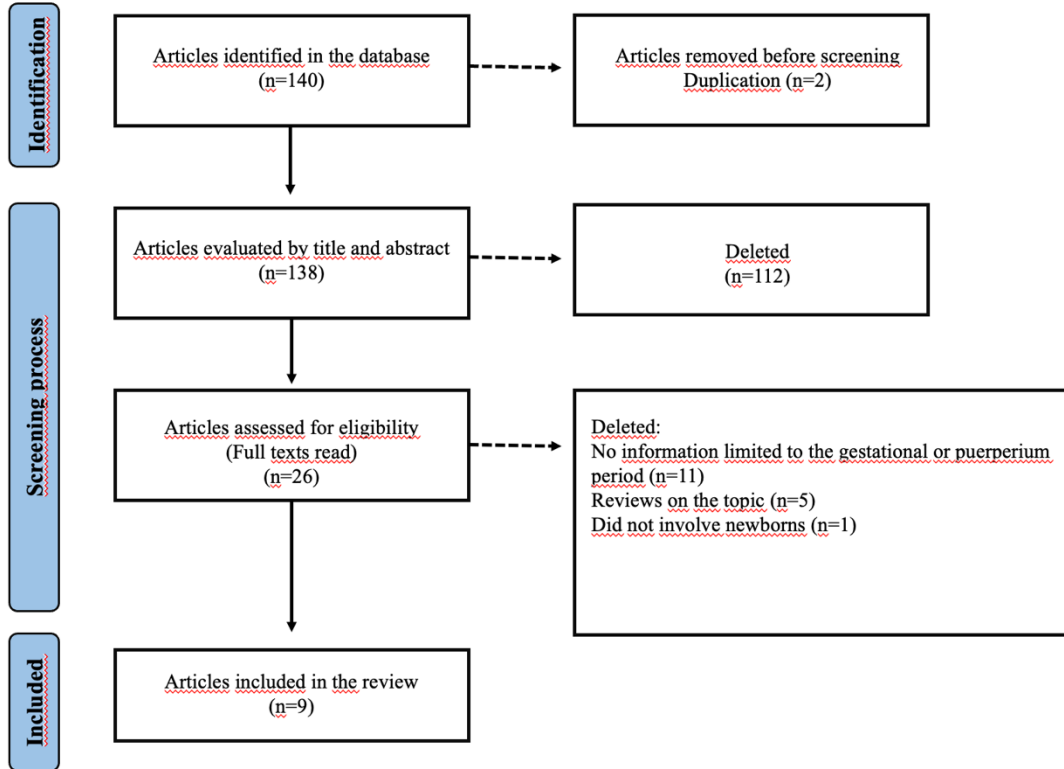 Identification
Articles identified in the database
(n=140)
Articles removed before screening
Duplication (n=2)
Screening process
Articles evaluated by title and abstract
(n=138)
Deleted
(n=112)
Articles assessed for eligibility
(Full texts read)
(n=26)
Deleted:
No information limited to the gestational or puerperium
period (n=11)
Reviews on the topic (n=5)
Did not involve newborns (n=1)
Included
Articles included in the review
(n=9)